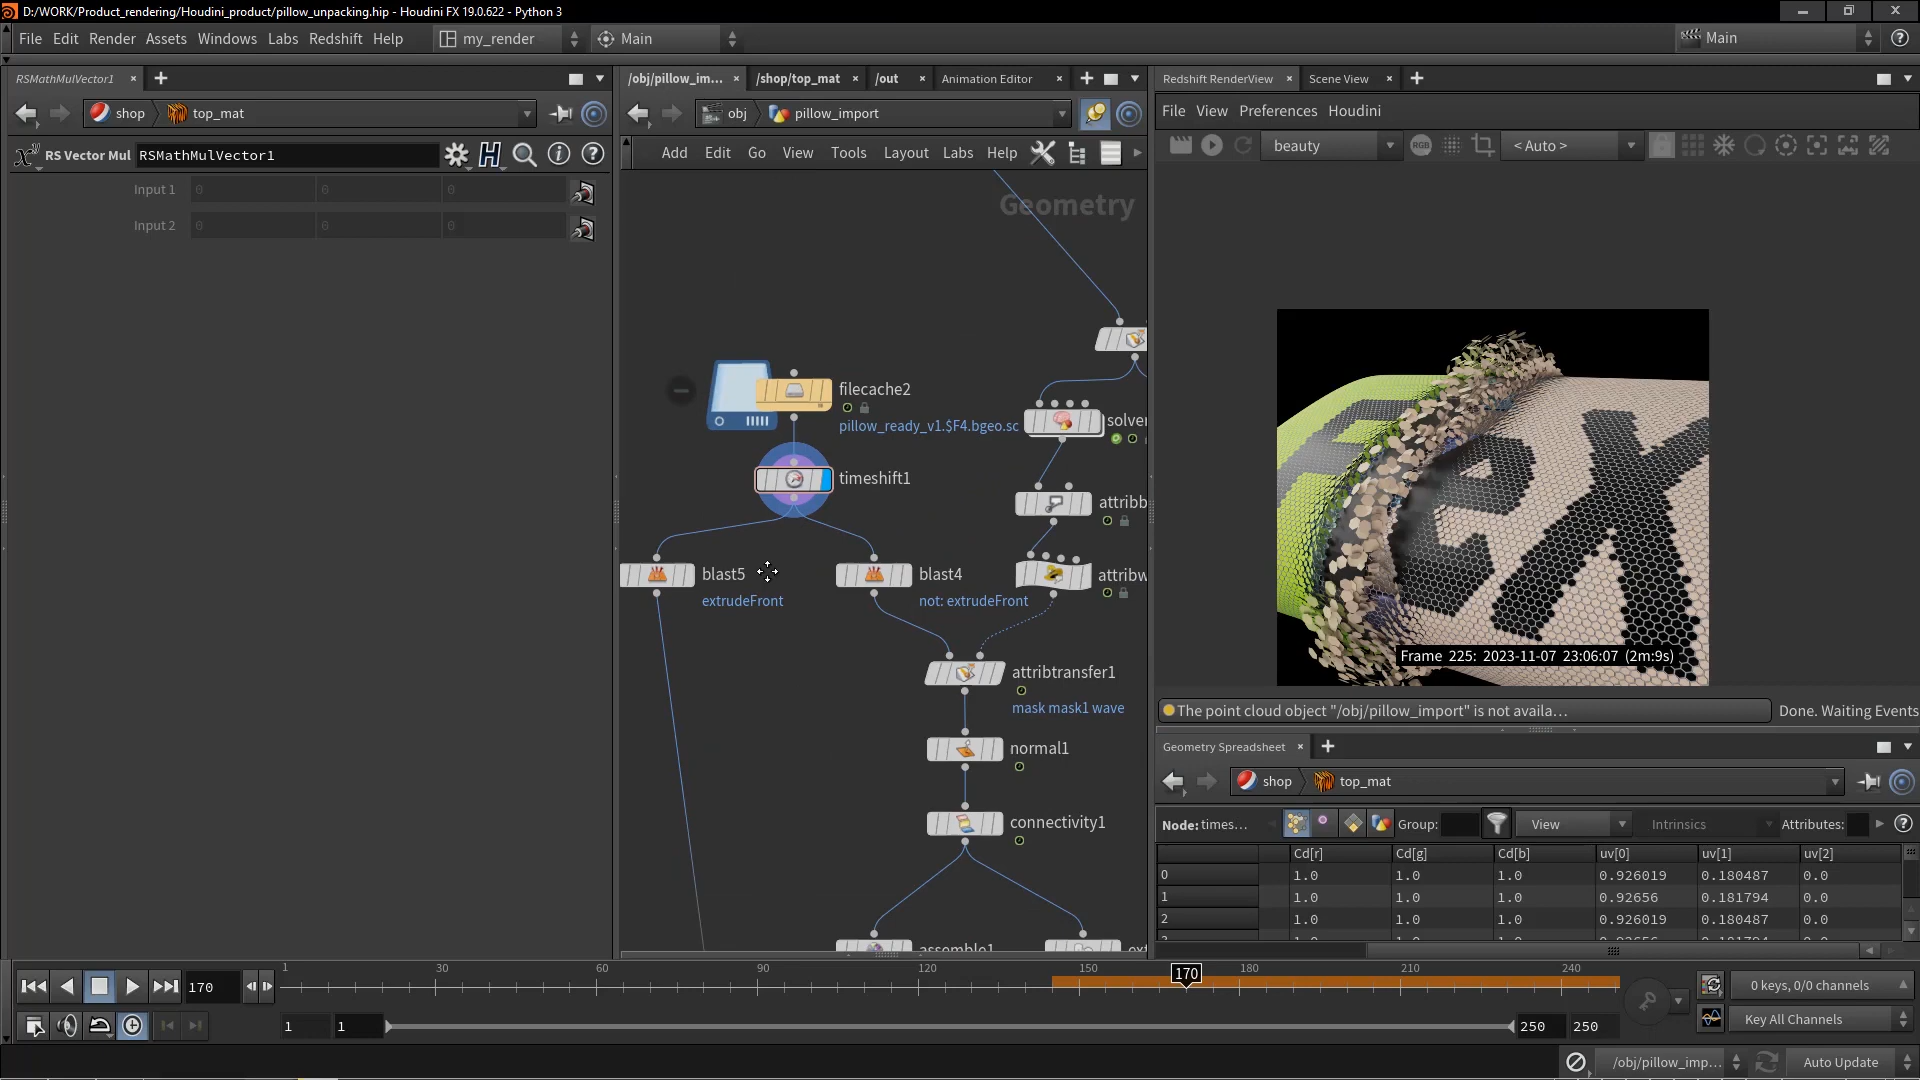 D:/WORK/Product_rendering/Houdini_product/pillow_unpacking.hip - Houdini FX 19.0.622 - Python 3
File Edit Render Assets Windows Labs Redshift Help
my_render
Main
Main
RSMathMulVector1
/obj/pillow_im...
/shop/top_mat
/out
Animation Editor
Redshift RenderView
Scene View
shop
top_mat
obj
pillow_import
File View Preferences Houdini
RS Vector Mul
RSMathMulVector1
Add Edit Go View Tools Layout Labs Help
beauty
< Auto >
Input 1 0 0 0
Input 2 0 0 0
Geometry
filecache2
pillow_ready_v1.$F4.bgeo.sc
timeshift1
blast5
extrudeFront
blast4
not: extrudeFront
solver
attribb
attribw
attribtransfer1
mask mask1 wave
normal1
connectivity1
assemble1
ext
Frame 225: 2023-11-07 23:06:07 (2m:9s)
The point cloud object "/obj/pillow_import" is not availa...
Done. Waiting Events
Geometry Spreadsheet
shop
top_mat
Node: times...
Group:
View
Intrinsics
Attributes:
Cd[r] Cd[g] Cd[b] uv[0] uv[1] uv[2]
0 1.0 1.0 1.0 0.926019 0.180487 0.0
1 1.0 1.0 1.0 0.92656 0.181794 0.0
2 1.0 1.0 1.0 0.926019 0.180487 0.0
170
1 30 60 90 120 150 170 180 210 240
0 keys, 0/0 channels
1 1 250 250
Key All Channels
/obj/pillow_imp...
Auto Update